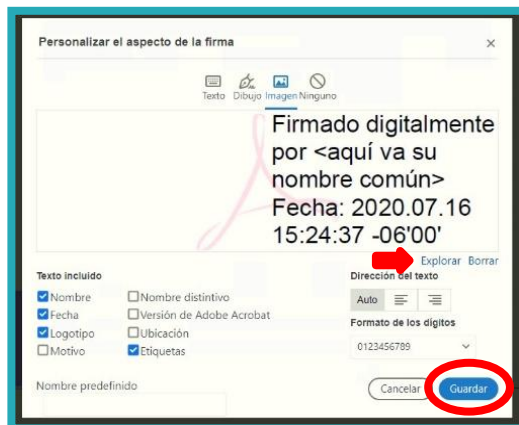 Personalizar el aspecto de la firma
Texto Dibujo Imagen Ninguno
Firmado digitalmente
por <aquí va su
nombre común>
Fecha: 2020.07.16
15:24:37 -06'00'
Explorar Borrar
Texto incluido
Nombre
Nombre distintivo
Fecha
Versión de Adobe Acrobat
Logotipo
Ubicación
Motivo
Etiquetas
Dirección del texto
Auto
Formato de los dígitos
0123456789
Nombre predefinido
Cancelar
Guardar